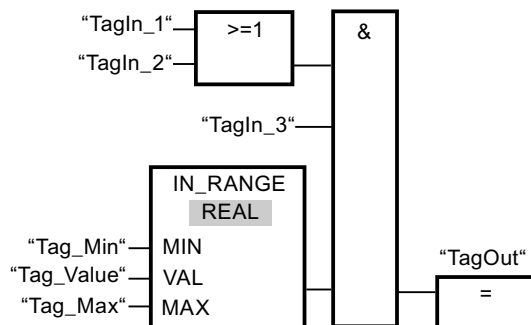 “TagIn_1“
>=1
&
“TagIn_2“
“TagIn_3“
IN_RANGE
REAL
“Tag_Min“ MIN
“Tag_Value“ VAL
“Tag_Max“ MAX
“TagOut“
=